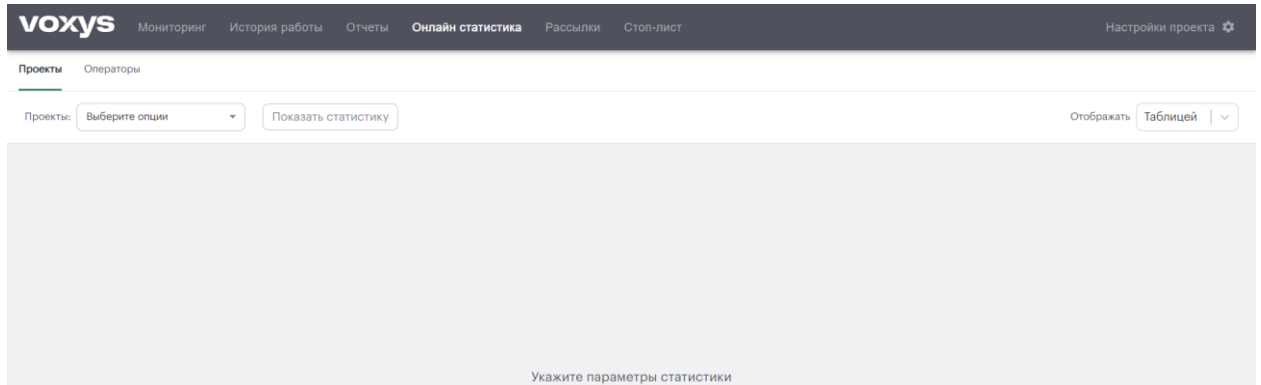 voxys Мониторинг История работы Отчеты Онлайн статистика Рассылки Стоп-лист Настройки проекта
Проекты Операторы
Проекты: Выберите опции Показать статистику Отображать Таблицей
Укажите параметры статистики